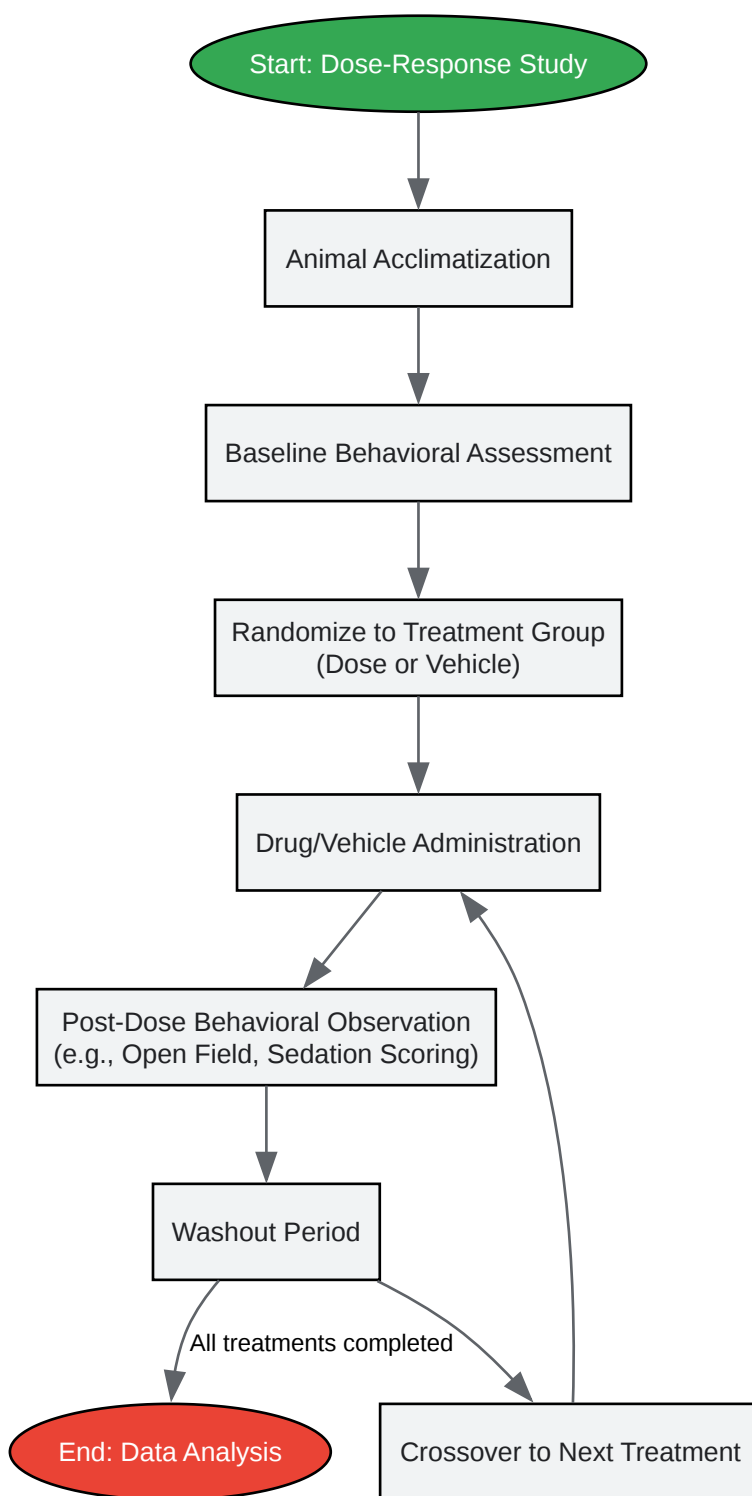 Start: Dose-Response Study
Animal Acclimatization
Baseline Behavioral Assessment
Randomize to Treatment Group
(Dose or Vehicle)
Drug/Vehicle Administration
Post-Dose Behavioral Observation
(e.g., Open Field, Sedation Scoring)
Washout Period
All treatments completed
End: Data Analysis
Crossover to Next Treatment